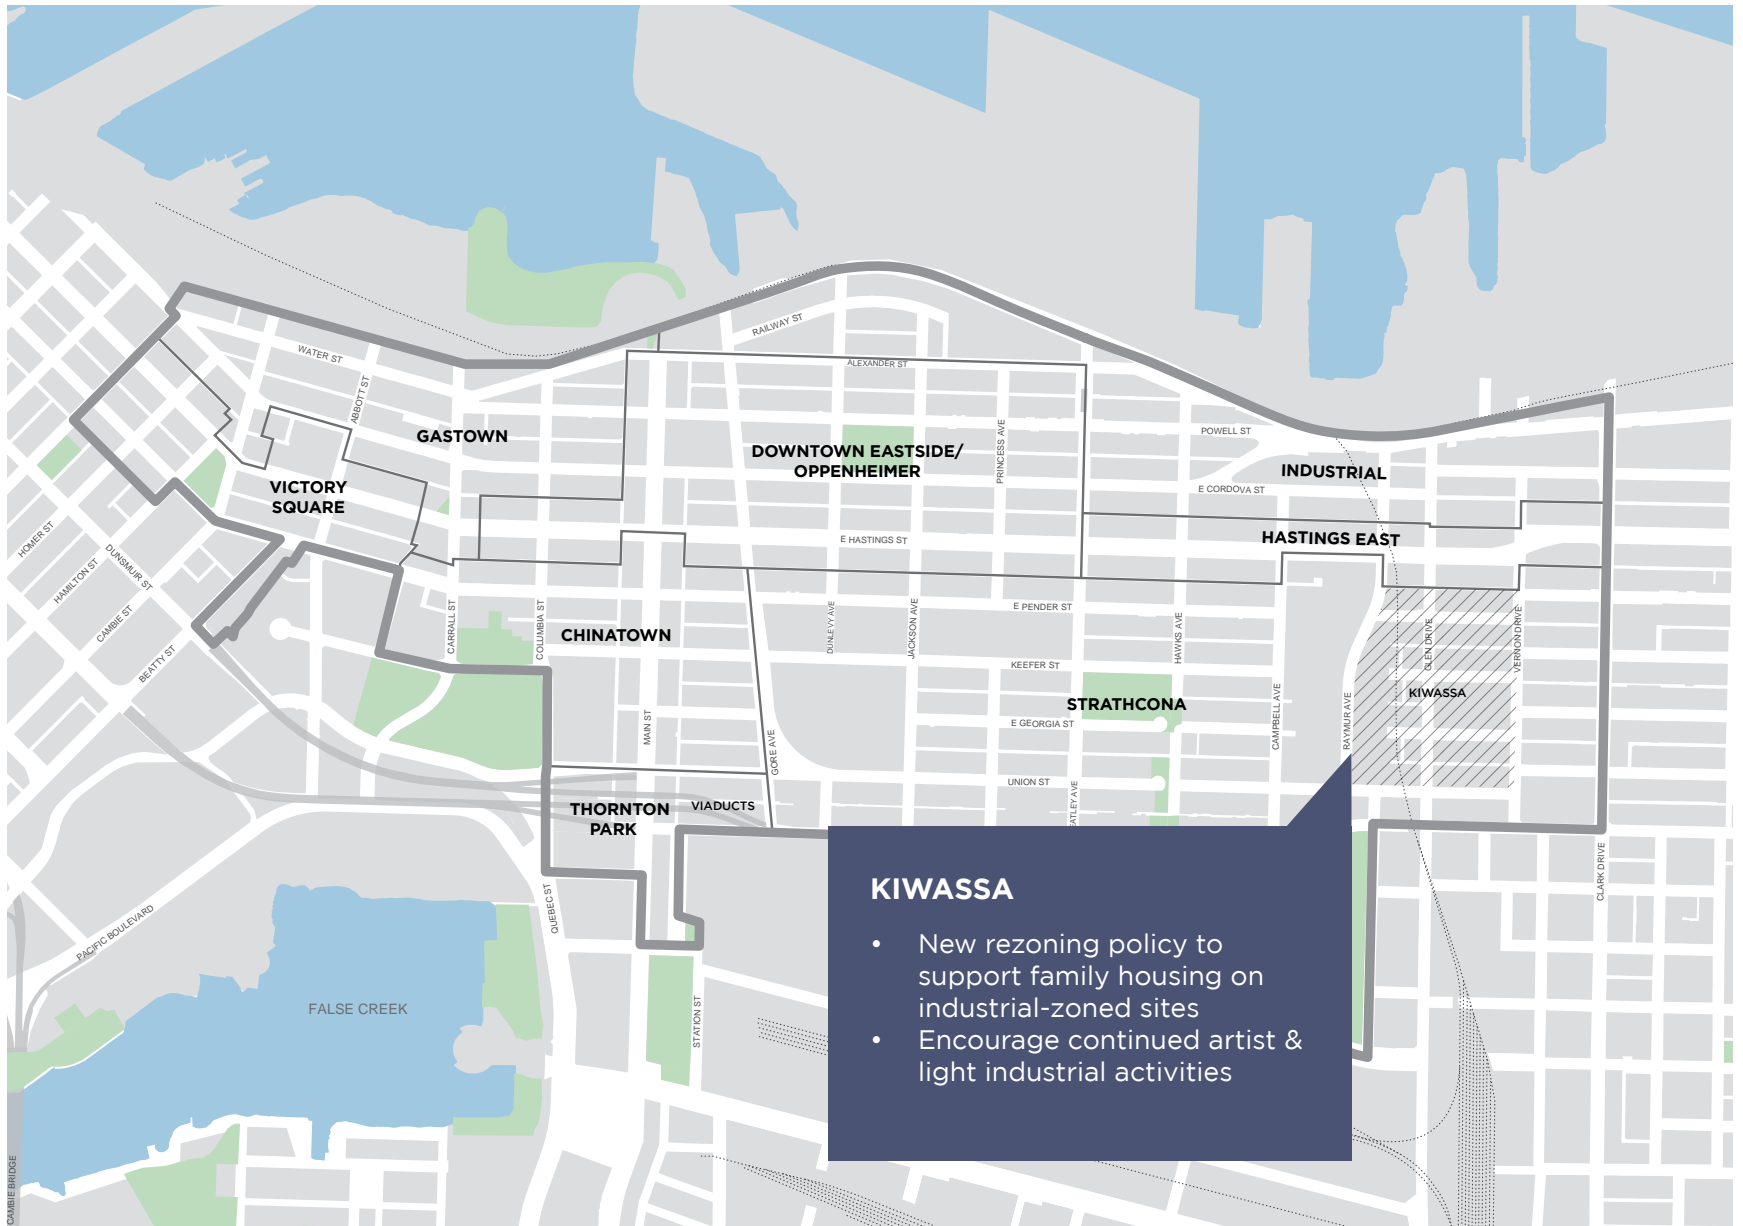 RAILWAY ST
WATER ST
ALEXANDER ST
ABBOTT ST
GASTOWN
PRINCESS AVE
POWELL ST
DOWNTOWN EASTSIDE/
OPPENHEIMER
INDUSTRIAL
VICTORY
SQUARE
E CORDOVA ST
HOMER ST
DUNSMUIR ST
E HASTINGS ST
HASTINGS EAST
HAMILTON ST
CAMBIE ST
BEATTY ST
CARRALL ST
COLUMBIA ST
CHINATOWN
DUNLEVY AVE
JACKSON AVE
E PENDER ST
HAWKS AVE
GLEN DRIVE
VERNON DRIVE
KEEFER ST
KIWASSA
STRATHCONA
MAIN ST
GORE AVE
E GEORGIA ST
CAMPBELL AVE
RAYMUR AVE
UNION ST
THORNTON
PARK
VIADUCTS
EATLEY AVE
CLARK DRIVE
QUEBEC ST
PACIFIC BOULEVARD
FALSE CREEK
STATION ST
CAMBIE BRIDGE
KIWASSA
• New rezoning policy to
support family housing on
industrial-zoned sites
• Encourage continued artist &
light industrial activities